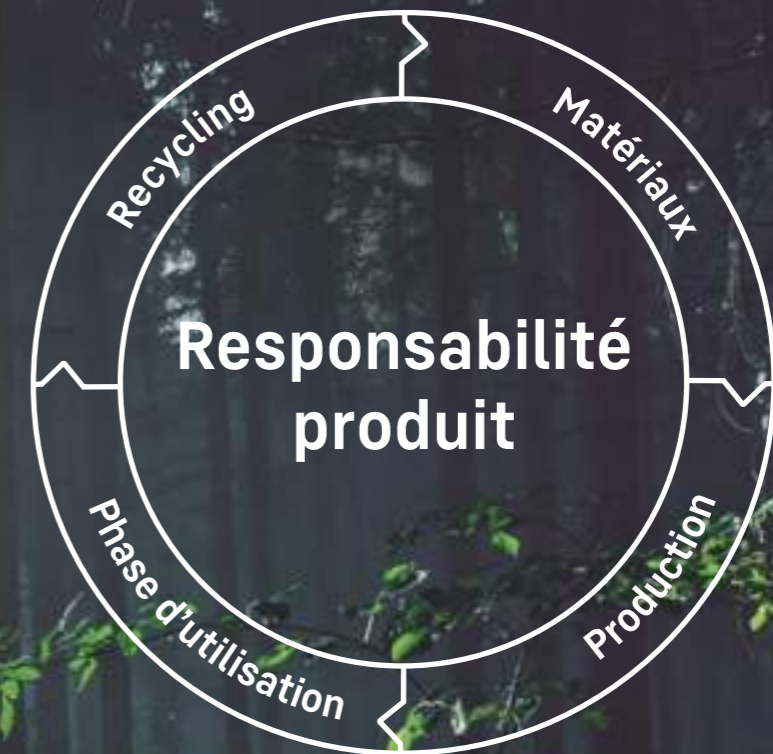 Responsabilité
produit
Matériaux
Production
Phase d'utilisation
Recycling